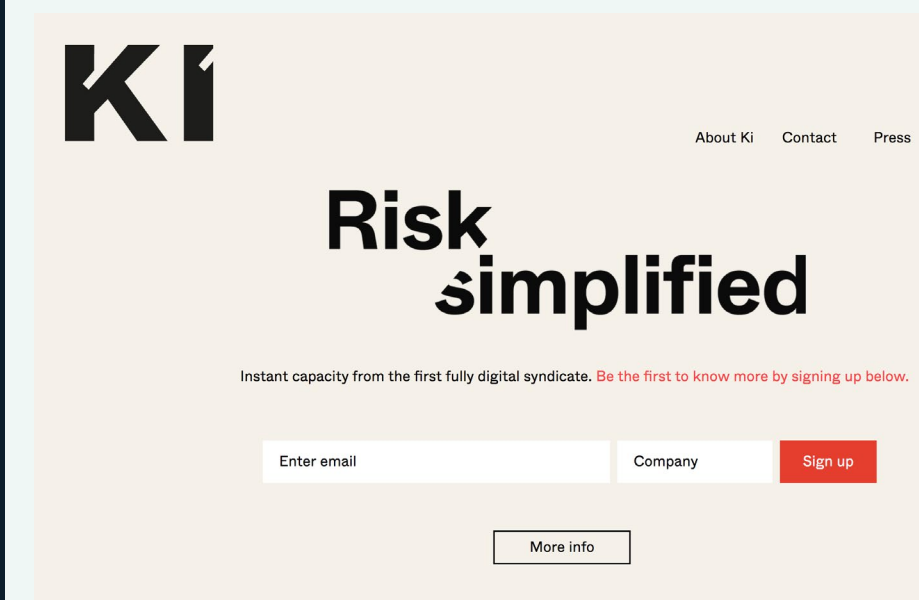 Ki
About Ki Contact Press
Risk
simplified
Instant capacity from the first fully digital syndicate. Be the first to know more by signing up below.
Enter email Company Sign up
More info